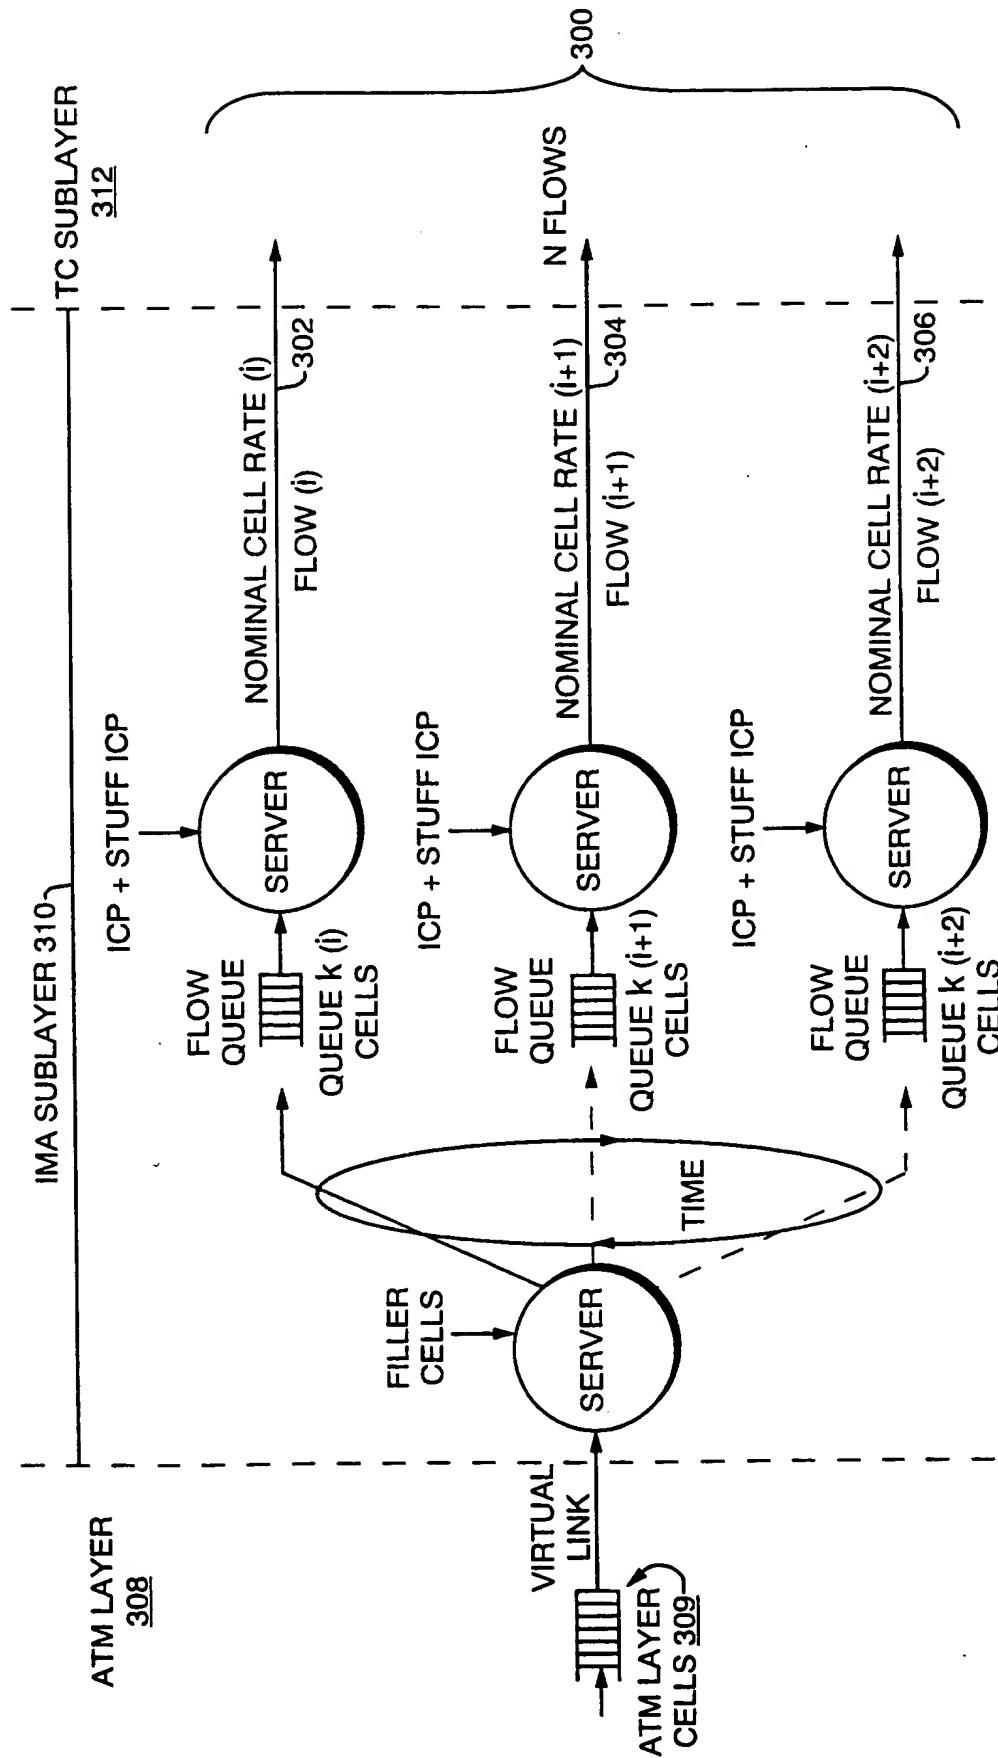 ATM LAYER
308
IMA SUBLAYER 310
TC SUBLAYER
312
ATM LAYER
CELLS 309
VIRTUAL
LINK
FILLER
CELLS
SERVER
TIME
FLOW
QUEUE
QUEUE k (i)
CELLS
ICP + STUFF ICP
SERVER
NOMINAL CELL RATE (i)
FLOW (i)
302
FLOW
QUEUE
QUEUE k (i+1)
CELLS
ICP + STUFF ICP
SERVER
NOMINAL CELL RATE (i+1)
FLOW (i+1)
304
N FLOWS
FLOW
QUEUE
QUEUE k (i+2)
CELLS
ICP + STUFF ICP
SERVER
NOMINAL CELL RATE (i+2)
FLOW (i+2)
306
300